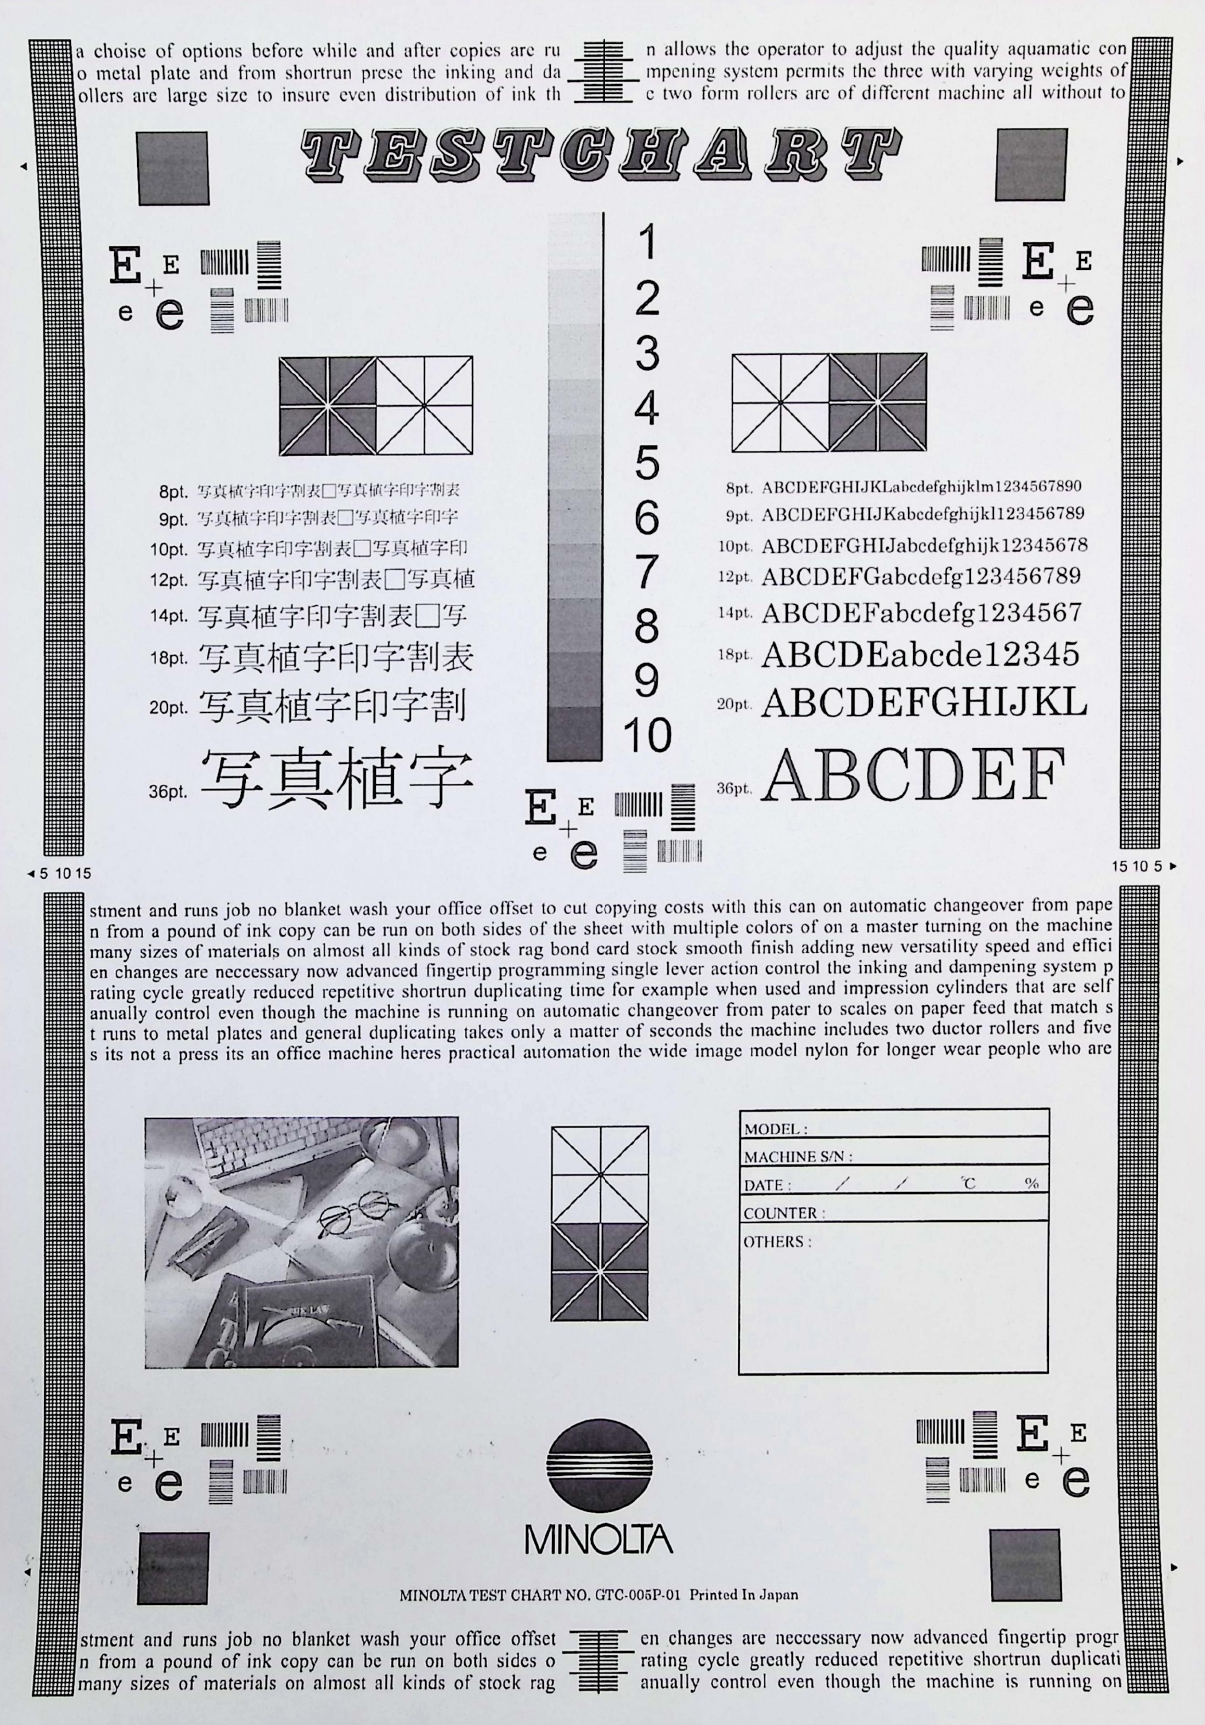 a choise of options before while and after copies are ru
o metal plate and from shortrun prese the inking and da
ollers are large size to insure even distribution of ink th
n allows the operator to adjust the quality aquamatic con
mpening system permits the three with varying weights of
e two form rollers are of different machine all without to
TESTCHART
E E
e e
E E
e e
1
2
3
4
5
6
7
8
9
10
8pt. 写真植字印字割表□写真植字印字割表
9pt. 写真植字印字割表□写真植字印字
10pt. 写真植字印字割表□写真植字印
12pt. 写真植字印字割表□写真植
14pt. 写真植字印字割表□写
18pt. 写真植字印字割表
20pt. 写真植字印字割
36pt. 写真植字
8pt. ABCDEFGHIJKLabcdefghijklm1234567890
9pt. ABCDEFGHIJKabcdefghijkl123456789
10pt. ABCDEFGHIJabcdefghijk12345678
12pt. ABCDEFGabcdefg123456789
14pt. ABCDEFabcdefg1234567
18pt. ABCDEabcde12345
20pt. ABCDEFGHIJKL
36pt. ABCDEF
E E
e e
5 10 15
15 10 5
stment and runs job no blanket wash your office offset to cut copying costs with this can on automatic changeover from pape
n from a pound of ink copy can be run on both sides of the sheet with multiple colors of on a master turning on the machine
many sizes of materials on almost all kinds of stock rag bond card stock smooth finish adding new versatility speed and effici
en changes are neccessary now advanced fingertip programming single lever action control the inking and dampening system p
rating cycle greatly reduced repetitive shortrun duplicating time for example when used and impression cylinders that are self
anually control even though the machine is running on automatic changeover from pater to scales on paper feed that match s
t runs to metal plates and general duplicating takes only a matter of seconds the machine includes two ductor rollers and five
s its not a press its an office machine heres practical automation the wide image model nylon for longer wear people who are
THE LAW
MODEL :
MACHINE S/N :
DATE : / / ℃ %
COUNTER :
OTHERS :
E E
e e
E E
e e
MINOLTA
MINOLTA TEST CHART NO. GTC-005P-01 Printed In Japan
stment and runs job no blanket wash your office offset
n from a pound of ink copy can be run on both sides o
many sizes of materials on almost all kinds of stock rag
en changes are neccessary now advanced fingertip progr
rating cycle greatly reduced repetitive shortrun duplicati
anually control even though the machine is running on